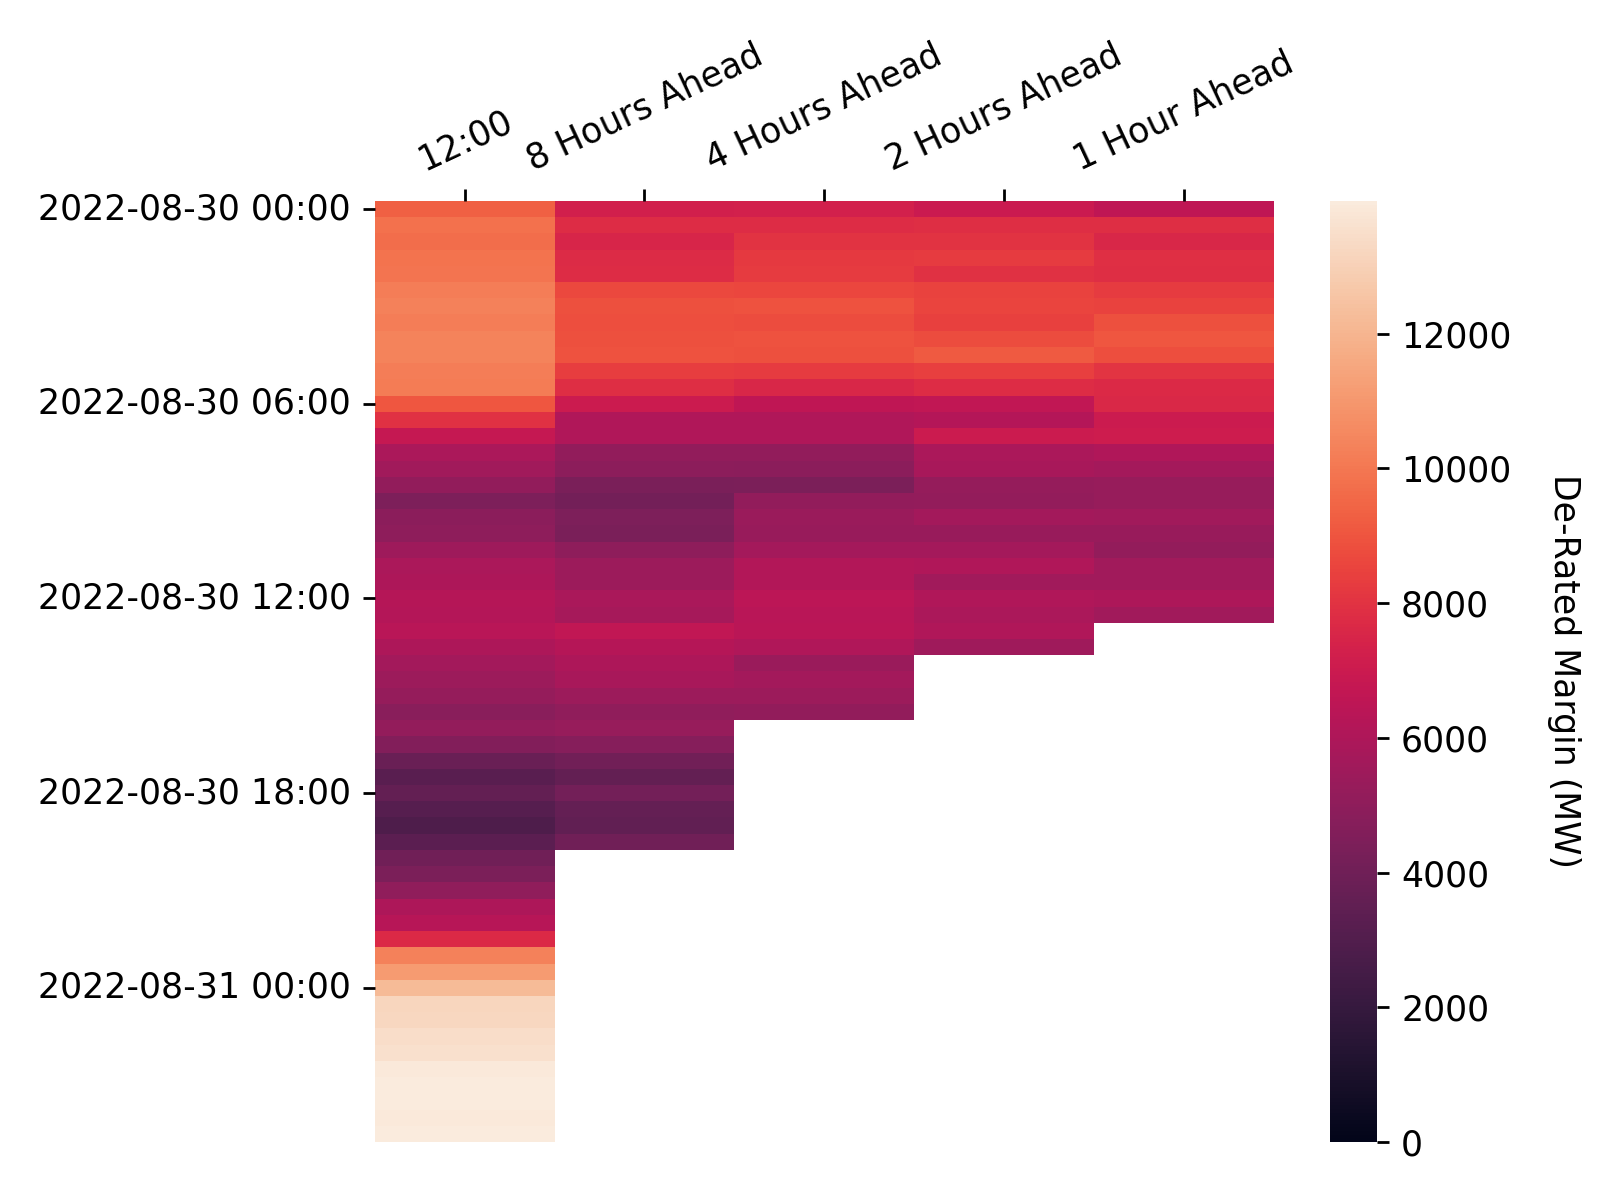 12:00
8 Hours Ahead
4 Hours Ahead
2 Hours Ahead
1 Hour Ahead
2022-08-30 00:00
2022-08-30 06:00
2022-08-30 12:00
2022-08-30 18:00
2022-08-31 00:00
12000
10000
8000
6000
4000
2000
0
De-Rated Margin (MW)